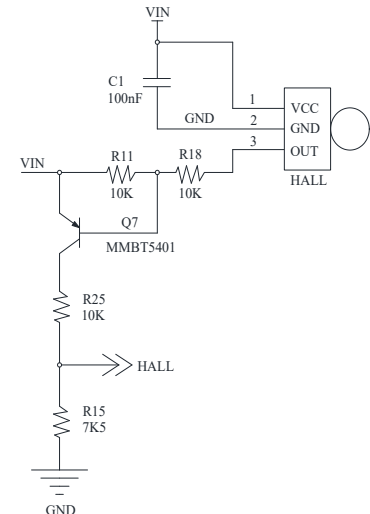 VIN
C1
100nF
GND
1
2
3
VCC
GND
OUT
HALL
VIN
R11
10K
R18
10K
Q7
MMBT5401
R25
10K
HALL
R15
7K5
GND